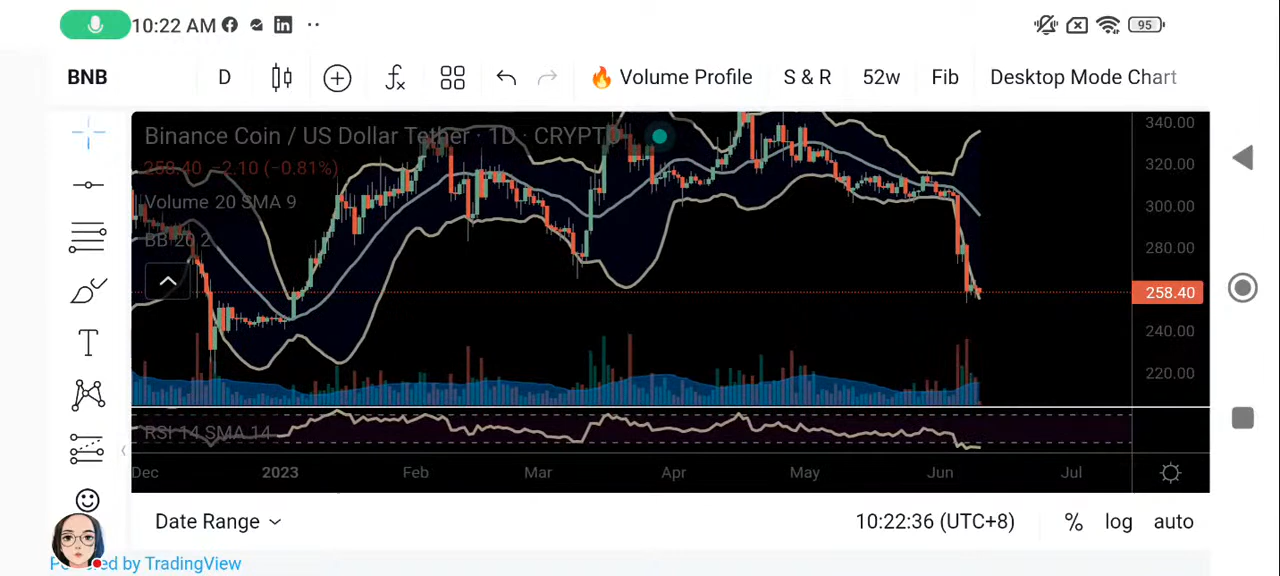 10:22 AM
95
BNB D Volume Profile S & R 52w Fib Desktop Mode Chart
Binance Coin / US Dollar Tether · 1D · CRYPTO
258.40 −2.10 (−0.81%)
Volume 20 SMA 9
BB 20 2
340.00
320.00
300.00
280.00
258.40
240.00
220.00
RSI 14 SMA 14
Dec 2023 Feb Mar Apr May Jun Jul
Date Range 10:22:36 (UTC+8) % log auto
ed by TradingView